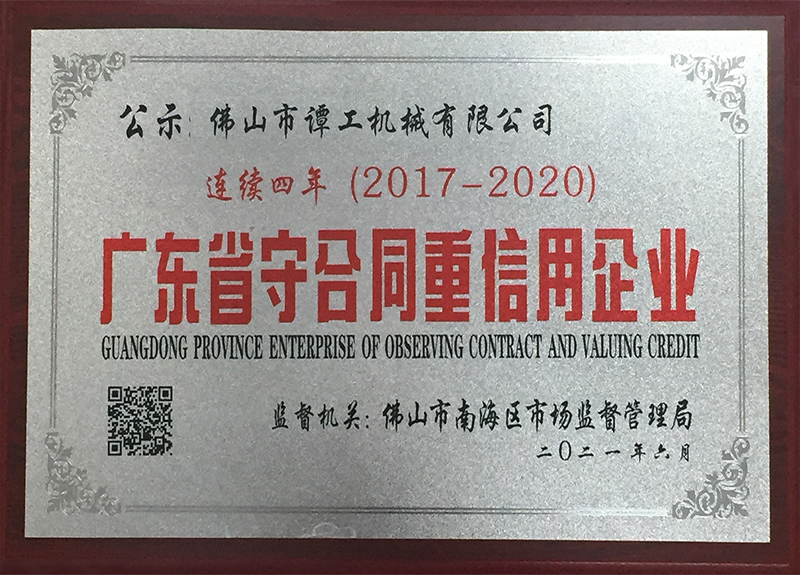 公示:佛山市谭工机械有限公司
连续四年(2017-2020)
广东省守合同重信用企业
GUANGDONG PROVINCE ENTERPRISE OF OBSERVING CONTRACT AND VALUING CREDIT
监督机关:佛山市南海区市场监督管理局
二〇二一年六月